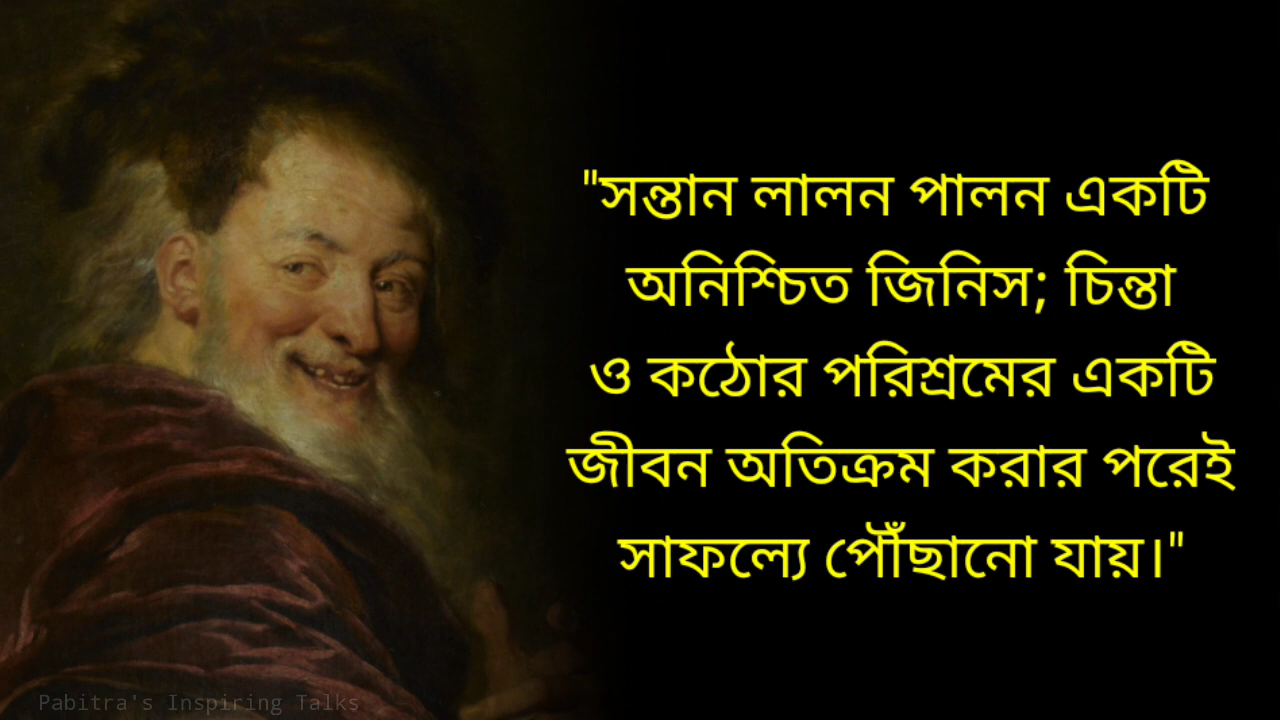 "সন্তান লালন পালন একটি
অনিশ্চিত জিনিস; চিন্তা
ও কঠোর পরিশ্রমের একটি
জীবন অতিক্রম করার পরেই
সাফল্যে পৌঁছানো যায়।"
Pabitra's Inspiring Talks